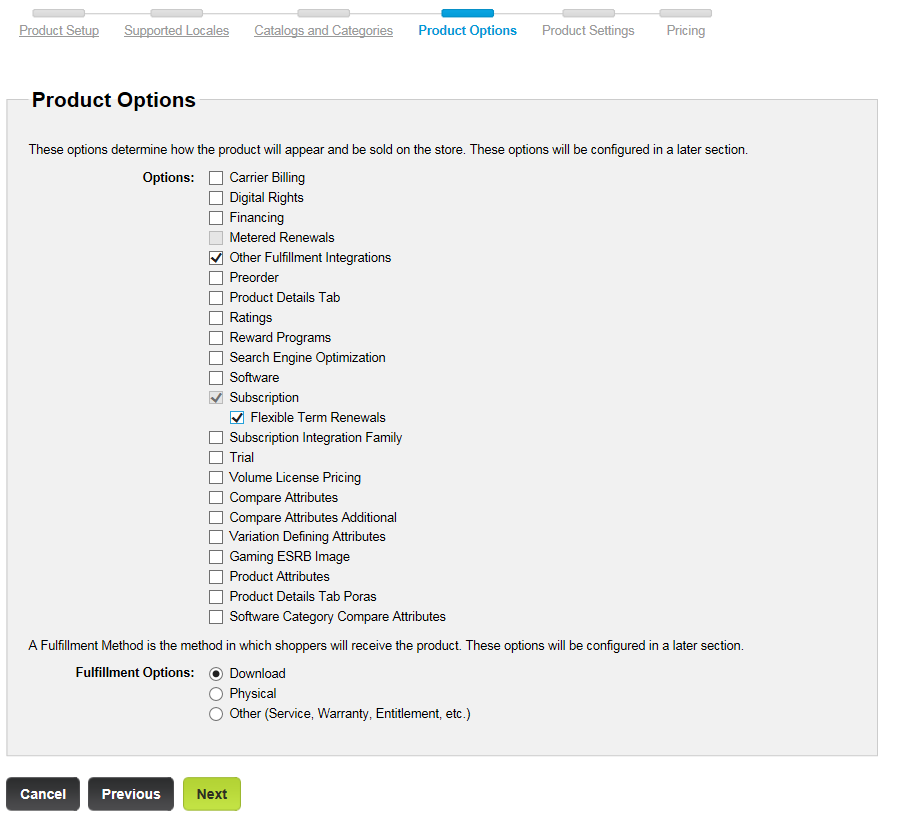 Product Setup Supported Locales Catalogs and Categories Product Options Product Settings Pricing
Product Options
These options determine how the product will appear and be sold on the store. These options will be configured in a later section.
Options: Carrier Billing
Digital Rights
Financing
Metered Renewals
Other Fulfillment Integrations
Preorder
Product Details Tab
Ratings
Reward Programs
Search Engine Optimization
Software
Subscription
Flexible Term Renewals
Subscription Integration Family
Trial
Volume License Pricing
Compare Attributes
Compare Attributes Additional
Variation Defining Attributes
Gaming ESRB Image
Product Attributes
Product Details Tab Poras
Software Category Compare Attributes
A Fulfillment Method is the method in which shoppers will receive the product. These options will be configured in a later section.
Fulfillment Options: Download
Physical
Other (Service, Warranty, Entitlement, etc.)
Cancel Previous Next